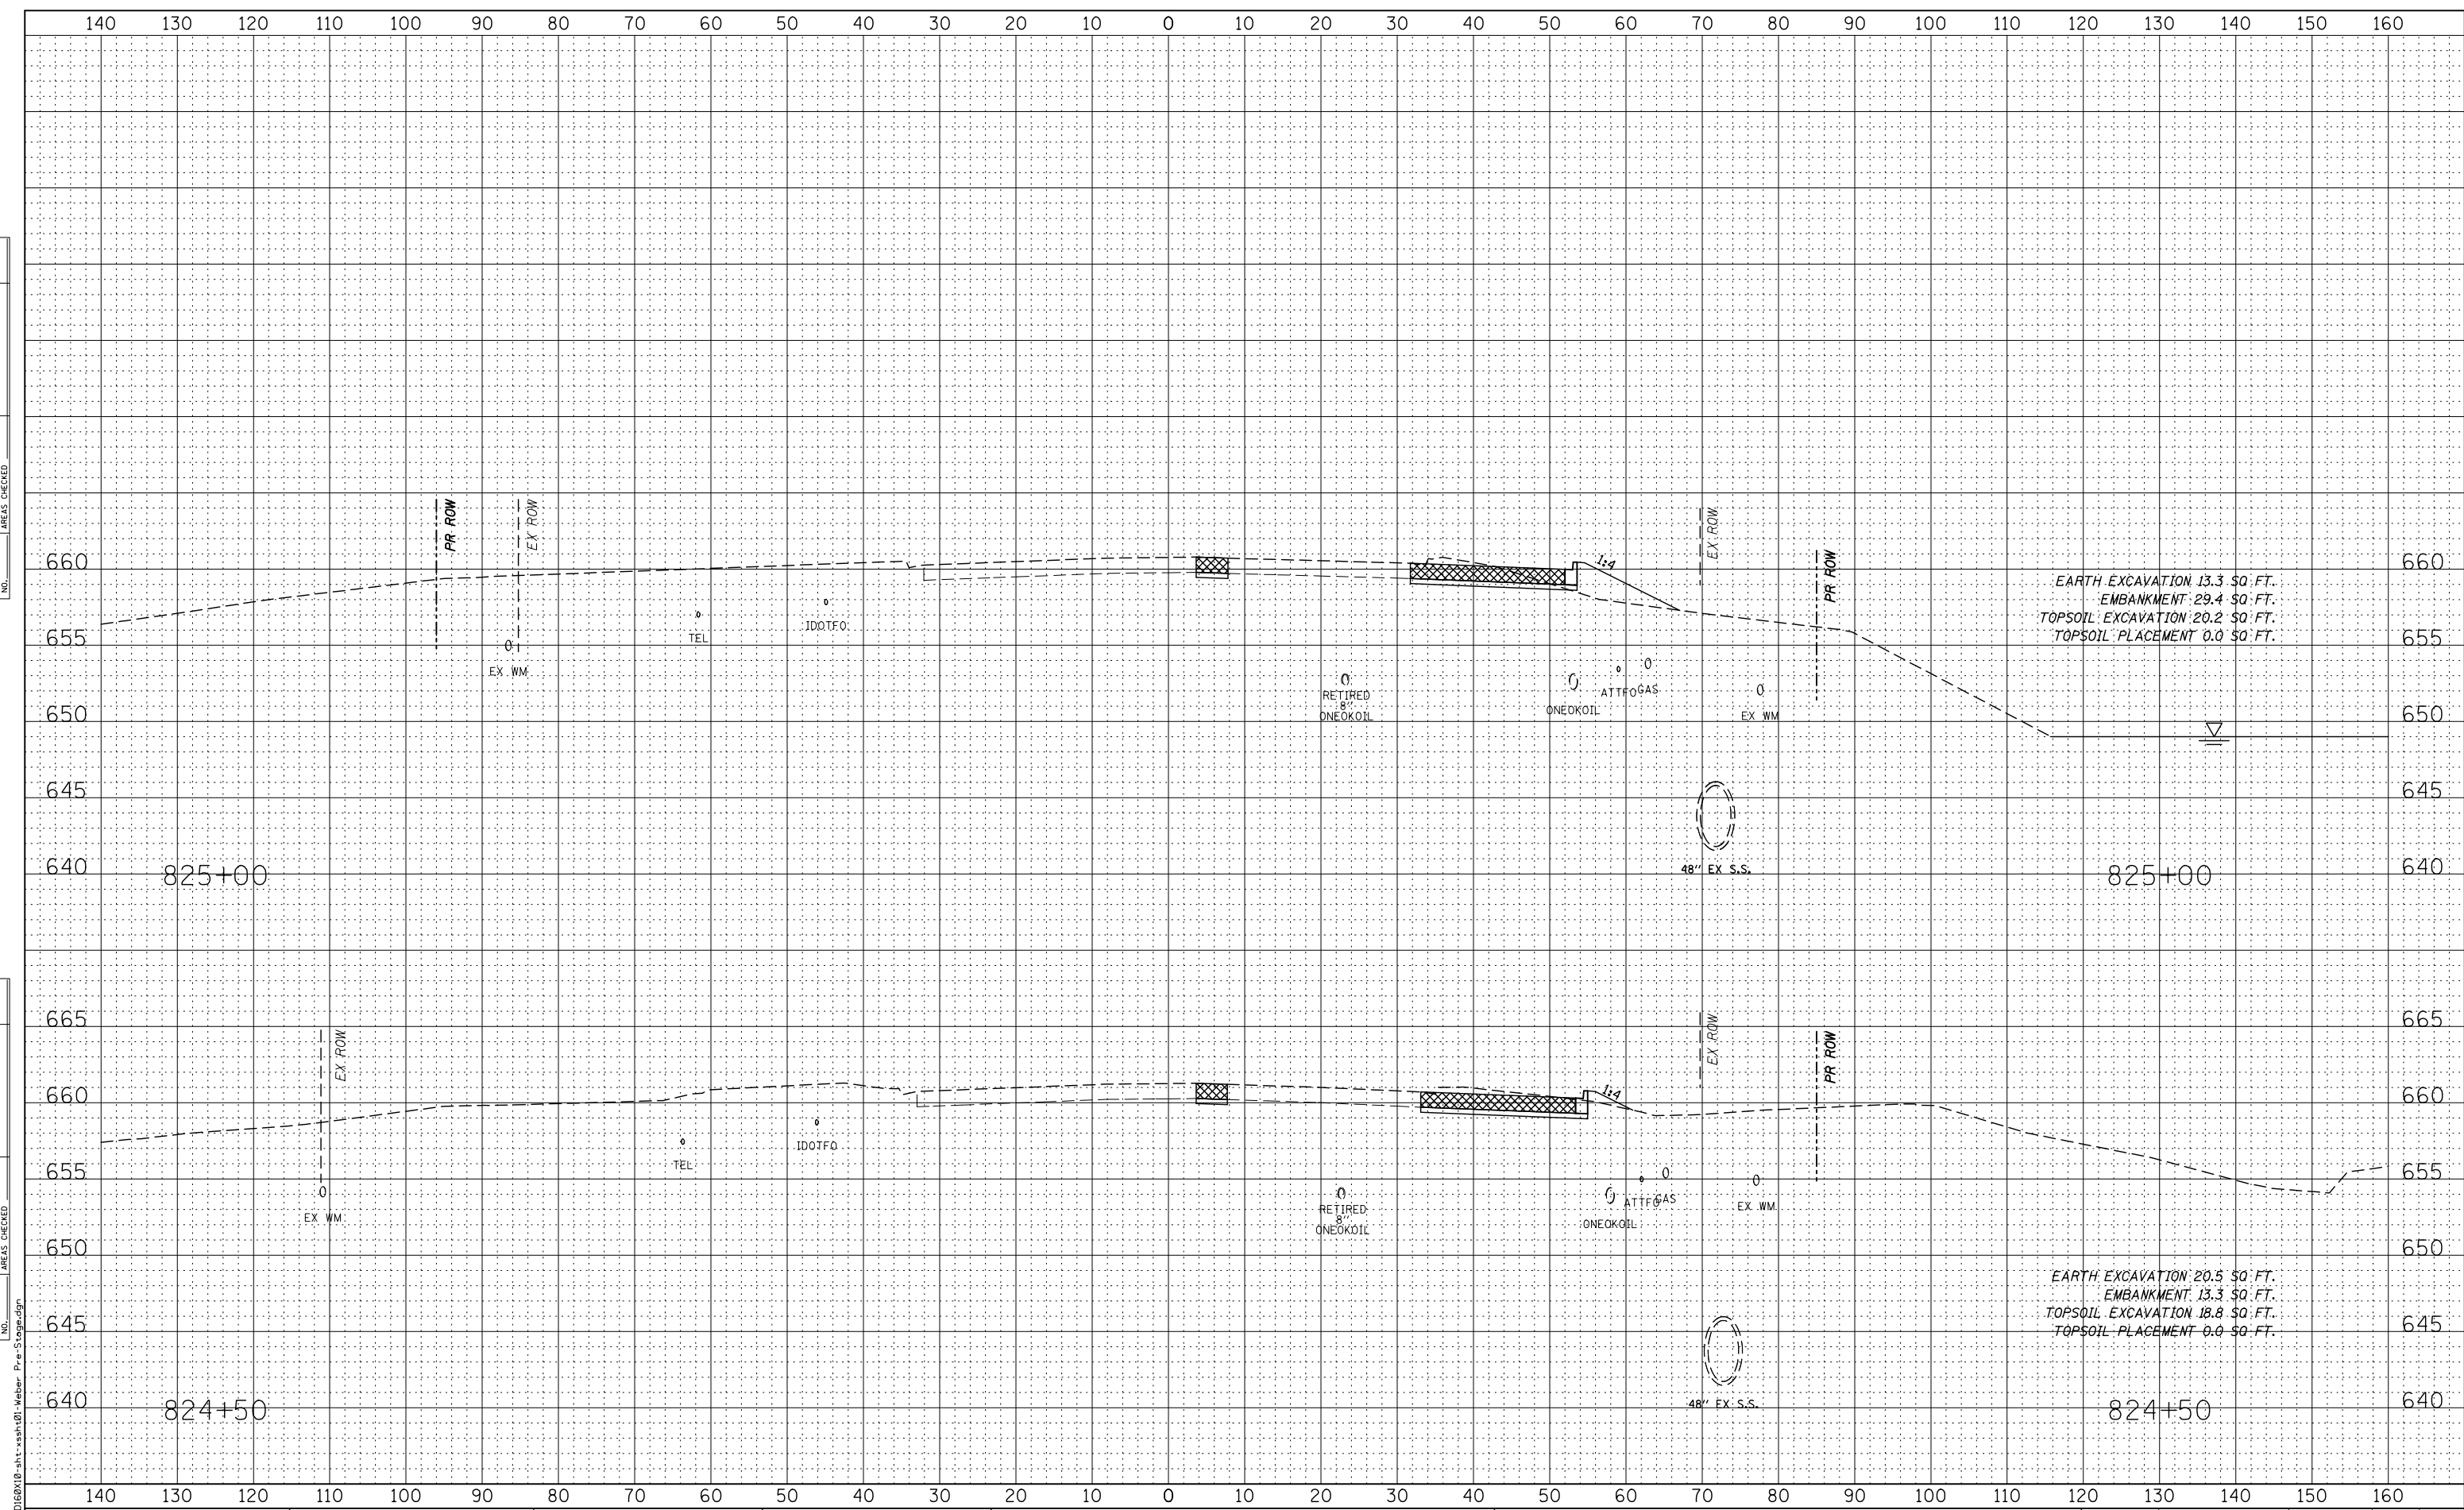 140 130 120 110 100 90 80 70 60 50 40 30 20 10 0 10 20 30 40 50 60 70 80 90 100 110 120 130 140 150 160
AREAS CHECKED
NO.
PR ROW
EX ROW
EX ROW
PR ROW
1:4
660 660
EARTH EXCAVATION 13.3 SQ FT.
EMBANKMENT 29.4 SQ FT.
TOPSOIL EXCAVATION 20.2 SQ FT.
TOPSOIL PLACEMENT 0.0 SQ FT.
IDOTFO
TEL
655 655
EX WM
RETIRED
8"
ONEOKOIL
ONEOKOIL
ATTFO
GAS
EX WM
650 650
645 645
48" EX S.S.
640 640
825+00 825+00
665 665
EX ROW
EX ROW
PR ROW
1:4
660 660
IDOTFO
TEL
655 655
EX WM
RETIRED
8"
ONEOKOIL
ONEOKOIL
ATTFO
GAS
EX WM
650 650
AREAS CHECKED
NO.
EARTH EXCAVATION 20.5 SQ FT.
EMBANKMENT 13.3 SQ FT.
TOPSOIL EXCAVATION 18.8 SQ FT.
TOPSOIL PLACEMENT 0.0 SQ FT.
645 645
48" EX S.S.
640 640
824+50 824+50
D160X10-sht-xssht01-Weber Pre-Stage.dgn
140 130 120 110 100 90 80 70 60 50 40 30 20 10 0 10 20 30 40 50 60 70 80 90 100 110 120 130 140 150 160